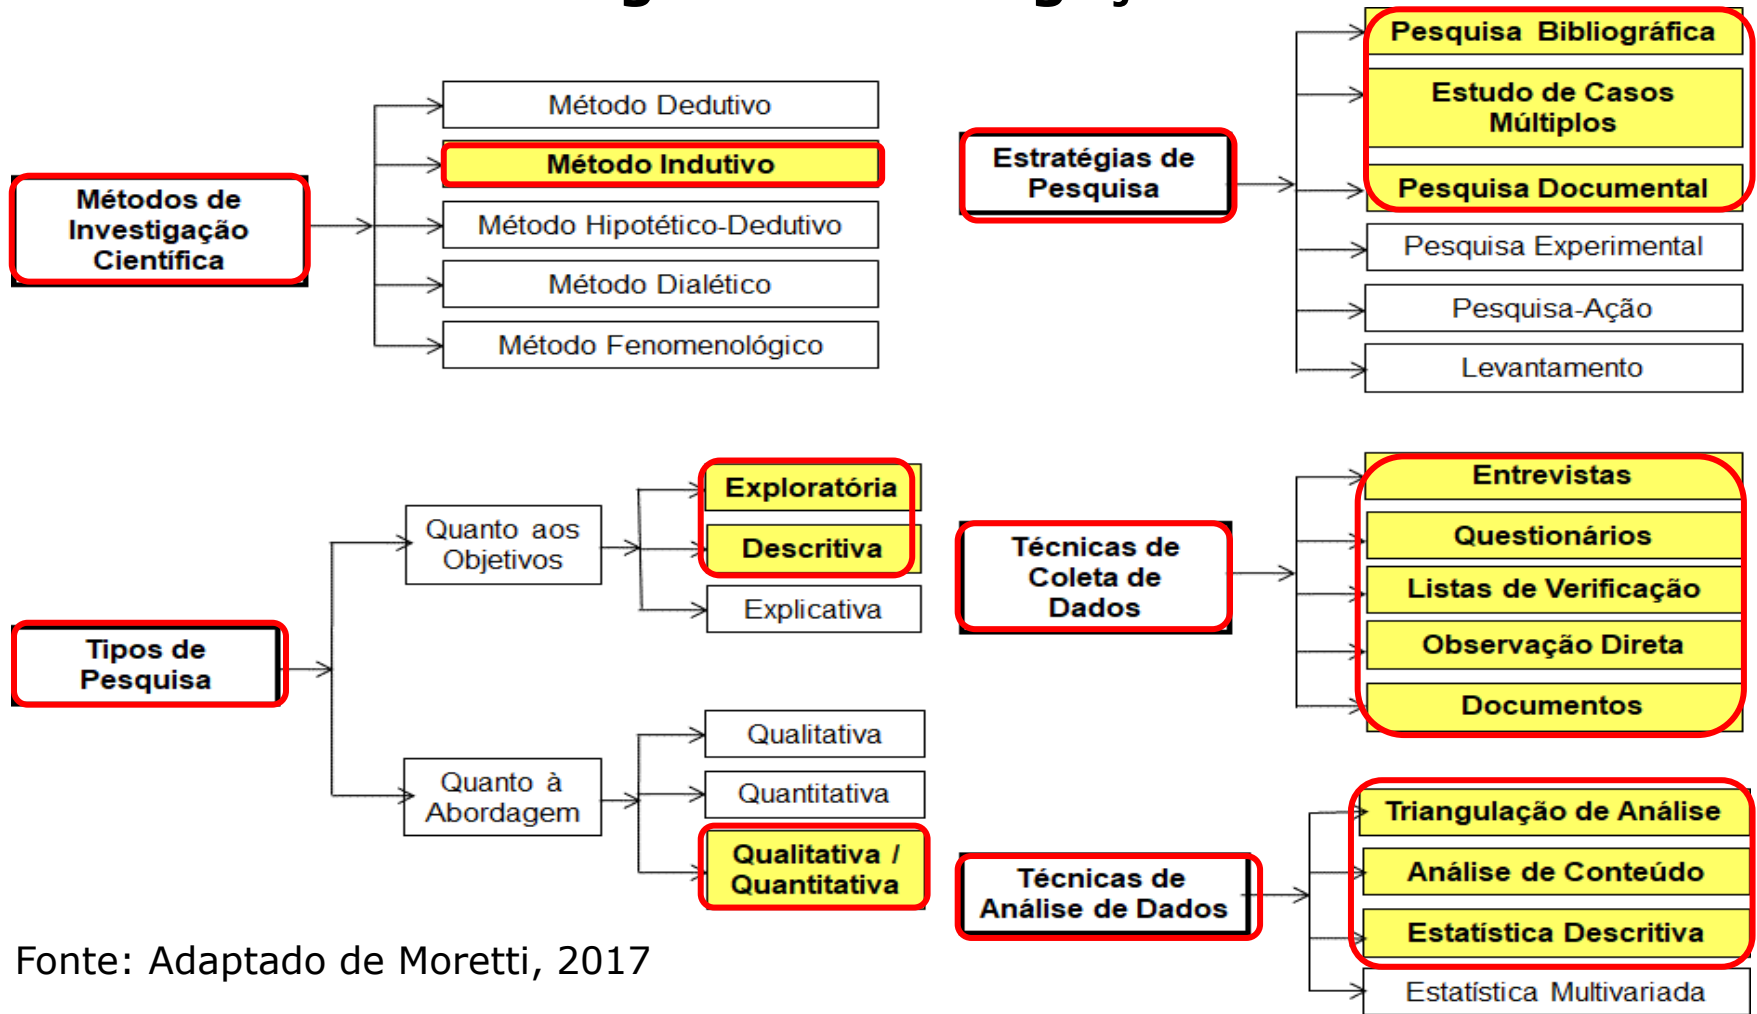 Métodos de
Investigação
Científica
Método Dedutivo
Método Indutivo
Método Hipotético-Dedutivo
Método Dialético
Método Fenomenológico
Estratégias de
Pesquisa
Pesquisa Bibliográfica
Estudo de Casos
Múltiplos
Pesquisa Documental
Pesquisa Experimental
Pesquisa-Ação
Levantamento
Tipos de
Pesquisa
Quanto aos
Objetivos
Exploratória
Descritiva
Explicativa
Quanto à
Abordagem
Qualitativa
Quantitativa
Qualitativa /
Quantitativa
Técnicas de
Coleta de
Dados
Entrevistas
Questionários
Listas de Verificação
Observação Direta
Documentos
Técnicas de
Análise de Dados
Triangulação de Análise
Análise de Conteúdo
Estatística Descritiva
Estatística Multivariada
Fonte: Adaptado de Moretti, 2017